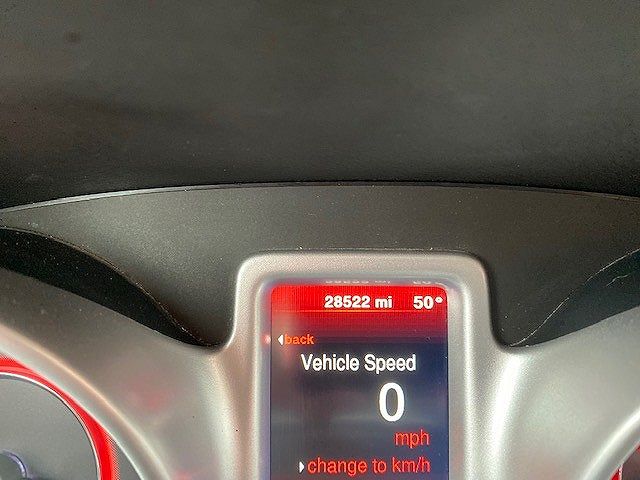 28522 mi 50°
back
Vehicle Speed
0
mph
change to km/h